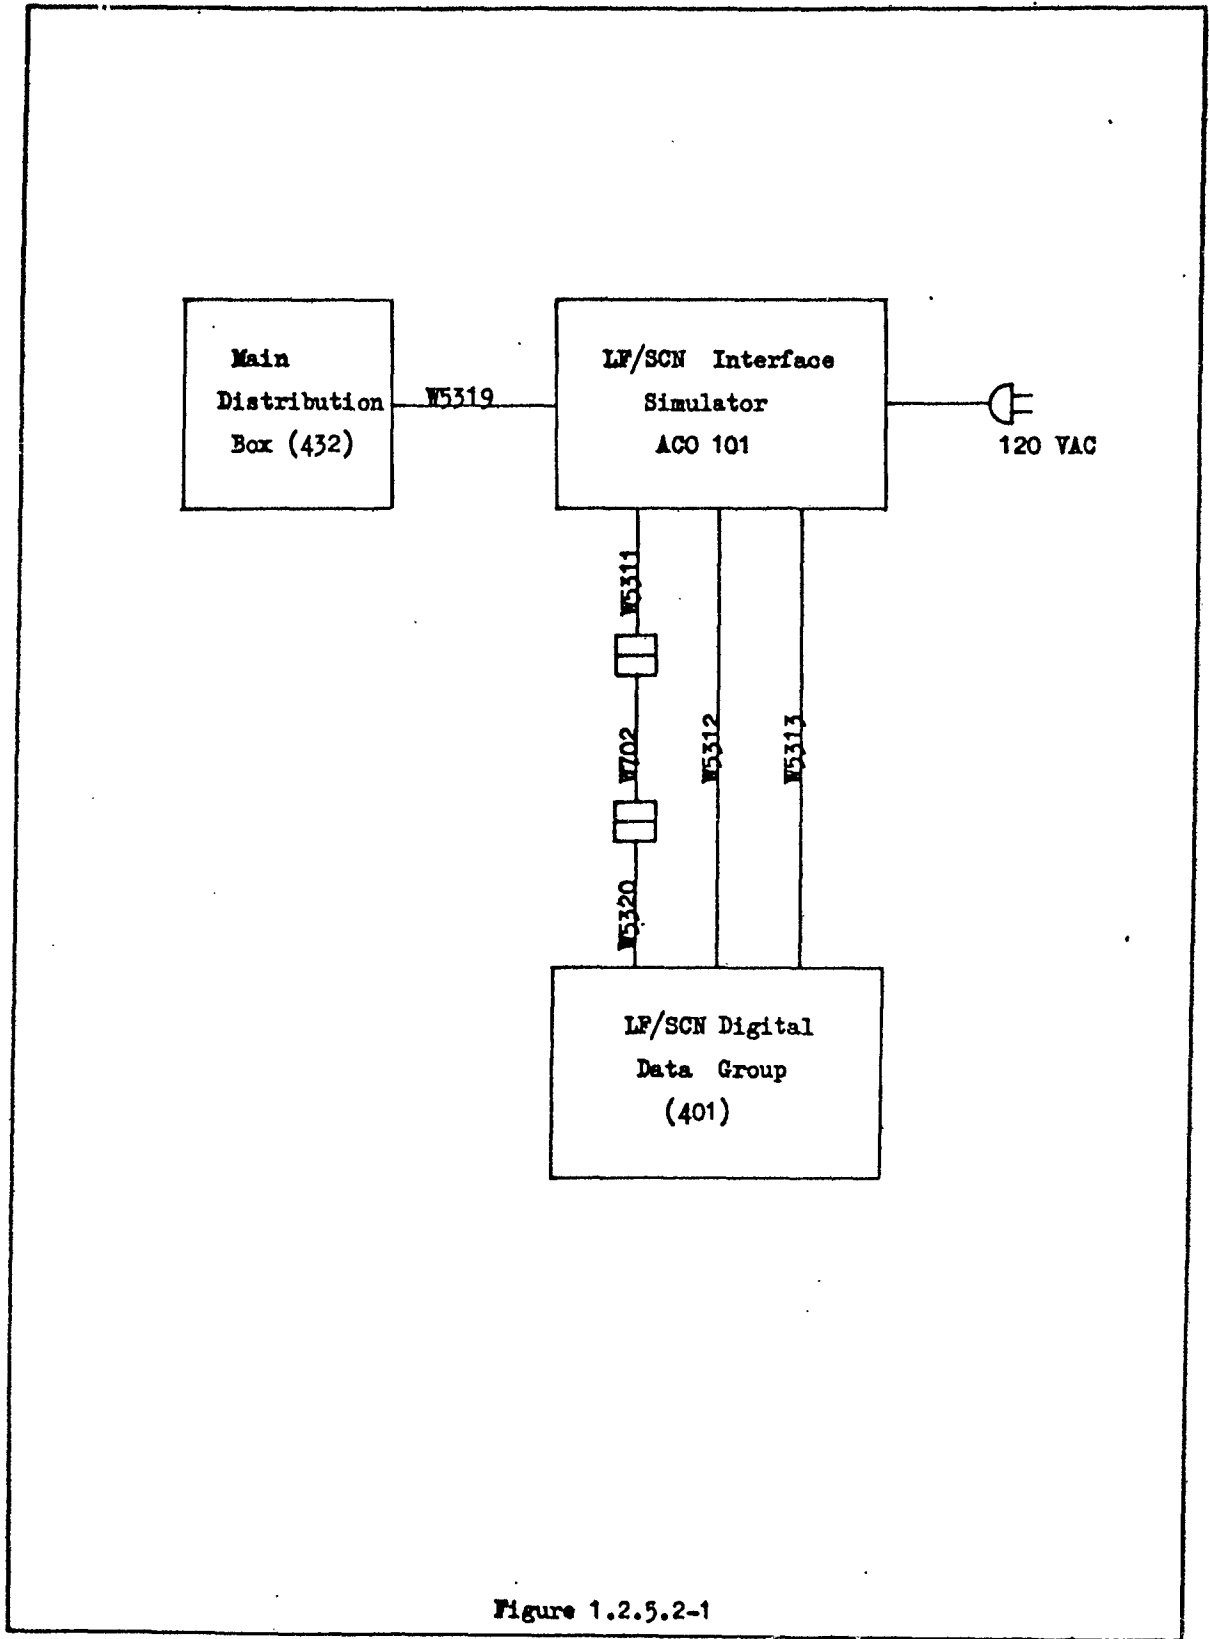 Main
Distribution
Box (432)
W5319
LF/SCN Interface
Simulator
ACO 101
120 VAC
W5311
W702
W5320
W5312
W5313
LF/SCN Digital
Data Group
(401)
Figure 1.2.5.2-1